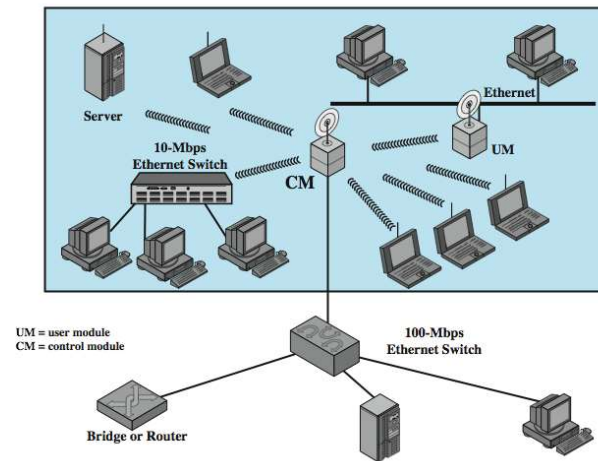 Ethernet
Server
UM
10-Mbps
Ethernet Switch
CM
UM = user module
CM = control module
100-Mbps
Ethernet Switch
Bridge or Router